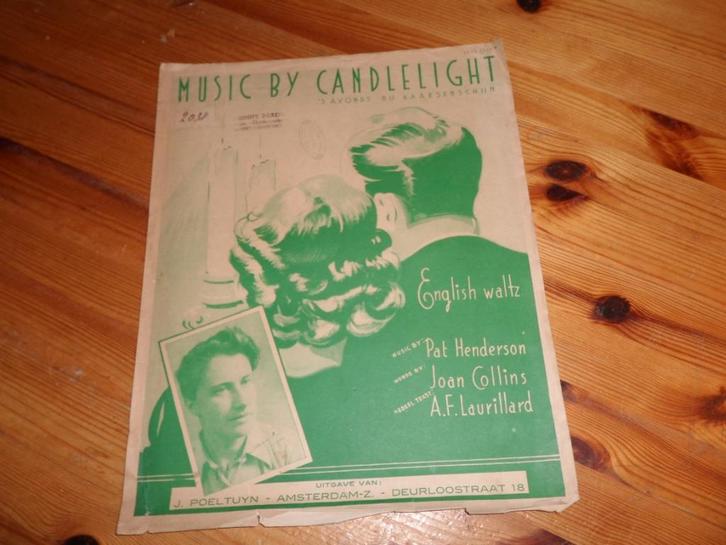 MUSIC BY CANDLELIGHT
'S AVONDS BIJ KAARSENSCHIJN
English waltz
MUSIC BY: Pat Henderson
WORDS BY: Joan Collins
NEDERL. TEKST: A.F. Laurillard
UITGAVE VAN:
J. POELTUYN - AMSTERDAM-Z. - DEURLOOSTRAAT 18